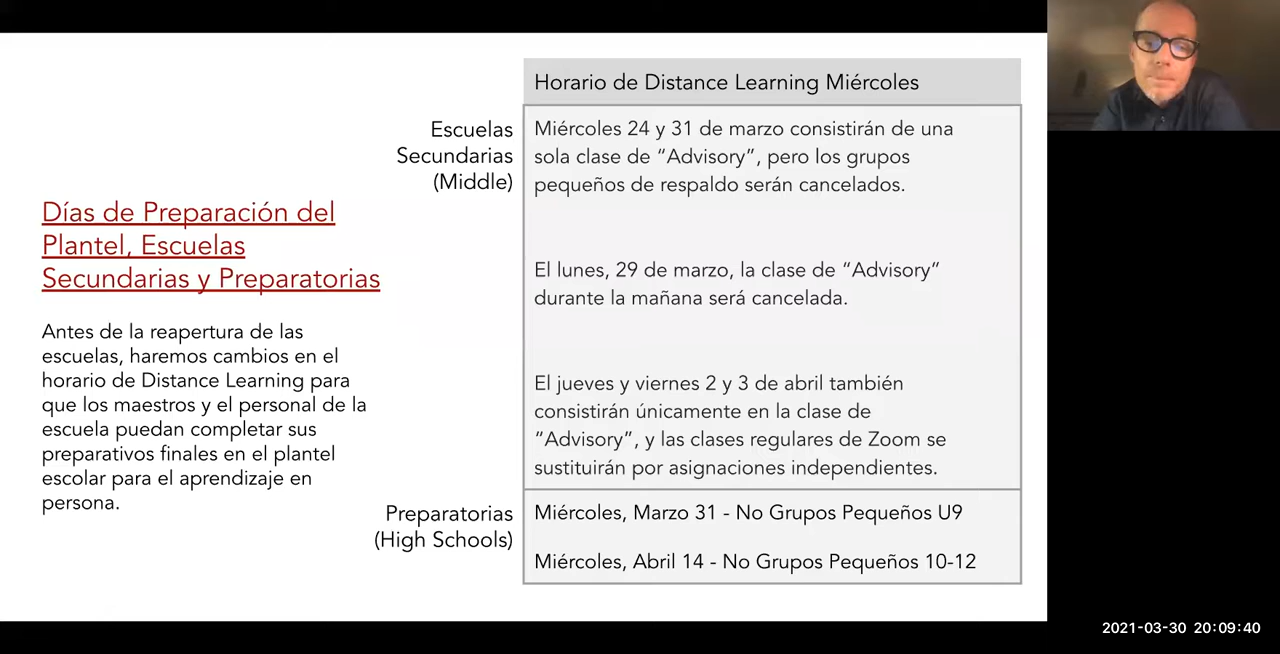 Días de Preparación del
Plantel, Escuelas
Secundarias y Preparatorias
Antes de la reapertura de las
escuelas, haremos cambios en el
horario de Distance Learning para
que los maestros y el personal de la
escuela puedan completar sus
preparativos finales en el plantel
escolar para el aprendizaje en
persona.
Horario de Distance Learning Miércoles
Escuelas
Secundarias
(Middle)
Miércoles 24 y 31 de marzo consistirán de una
sola clase de “Advisory”, pero los grupos
pequeños de respaldo serán cancelados.
El lunes, 29 de marzo, la clase de “Advisory”
durante la mañana será cancelada.
El jueves y viernes 2 y 3 de abril también
consistirán únicamente en la clase de
“Advisory”, y las clases regulares de Zoom se
sustituirán por asignaciones independientes.
Preparatorias
(High Schools)
Miércoles, Marzo 31 - No Grupos Pequeños U9
Miércoles, Abril 14 - No Grupos Pequeños 10-12
2021-03-30 20:09:40